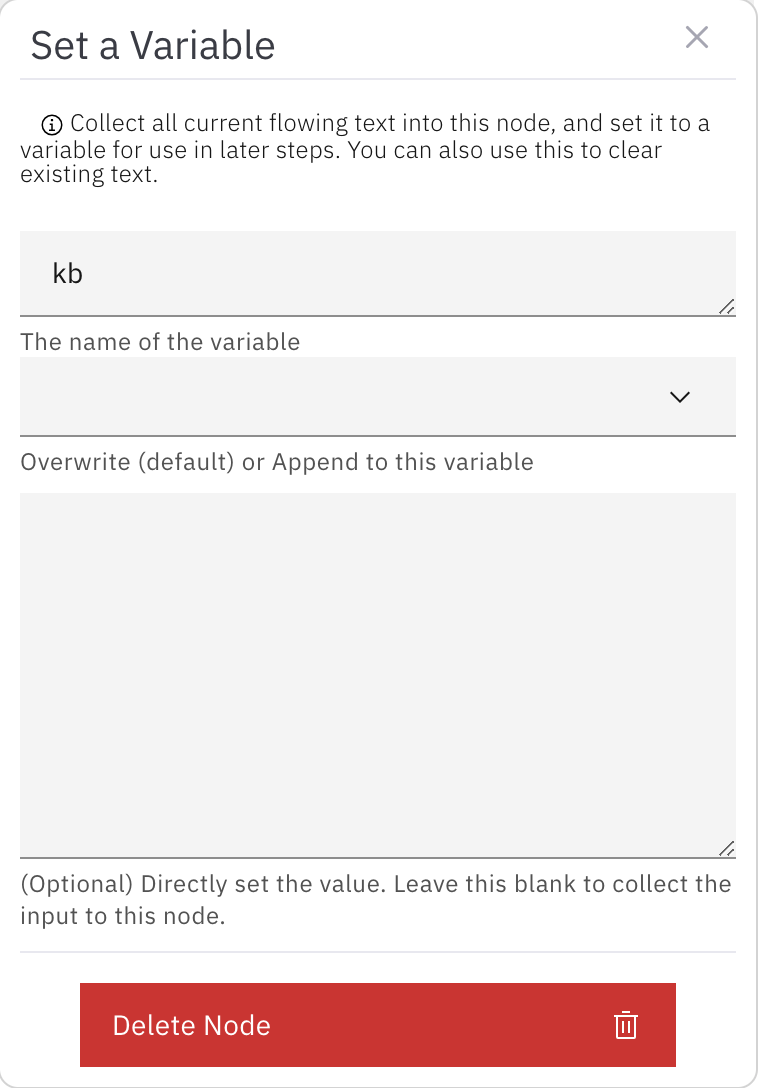 Set a Variable
Collect all current flowing text into this node, and set it to a
variable for use in later steps. You can also use this to clear
existing text.
kb
The name of the variable
Overwrite (default) or Append to this variable
(Optional) Directly set the value. Leave this blank to collect the
input to this node.
Delete Node